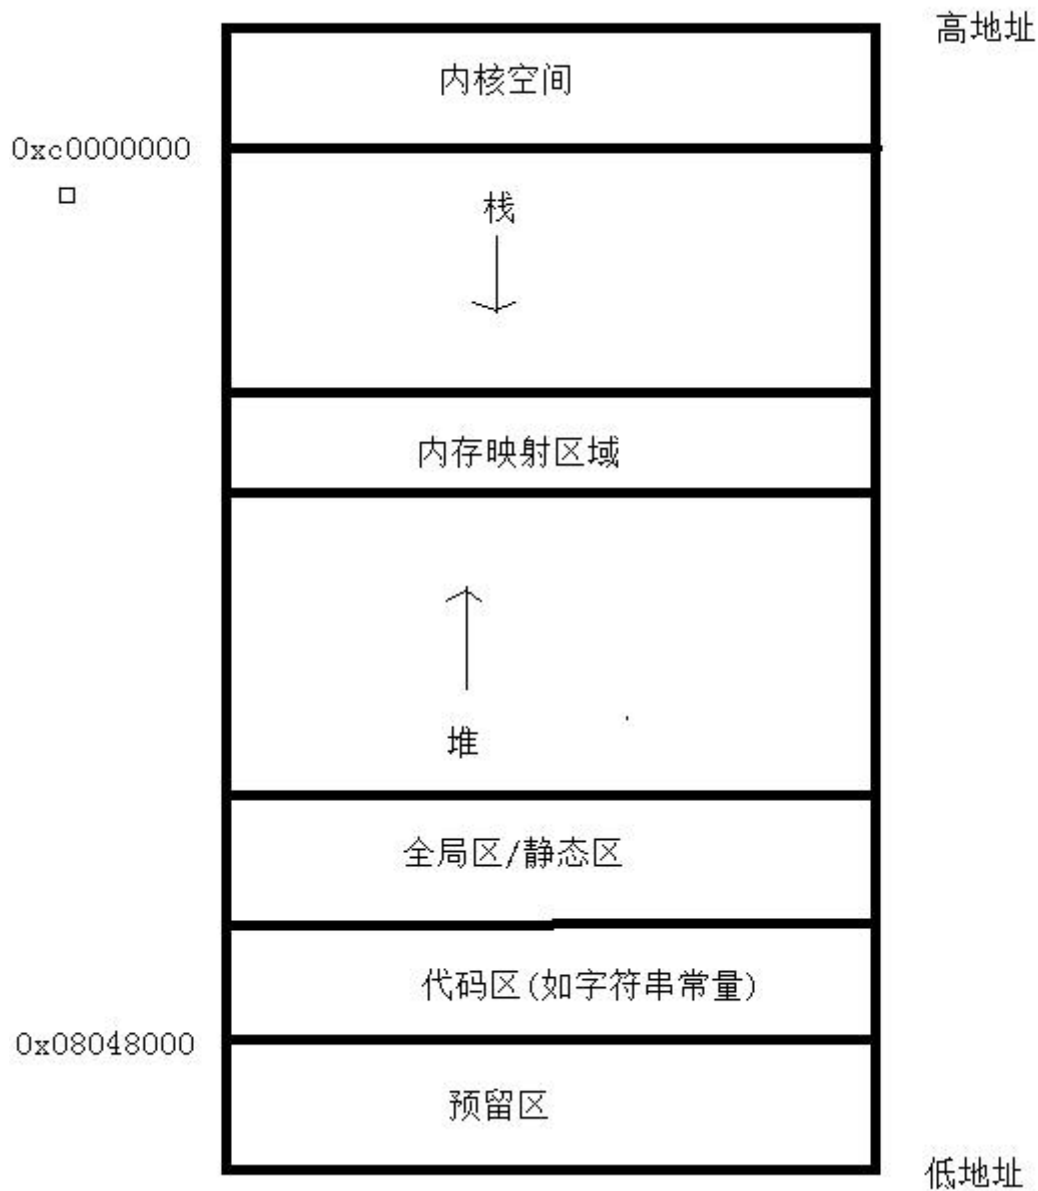 高地址
内核空间
0xc0000000
栈
内存映射区域
堆
全局区/静态区
代码区(如字符串常量)
0x08048000
预留区
低地址